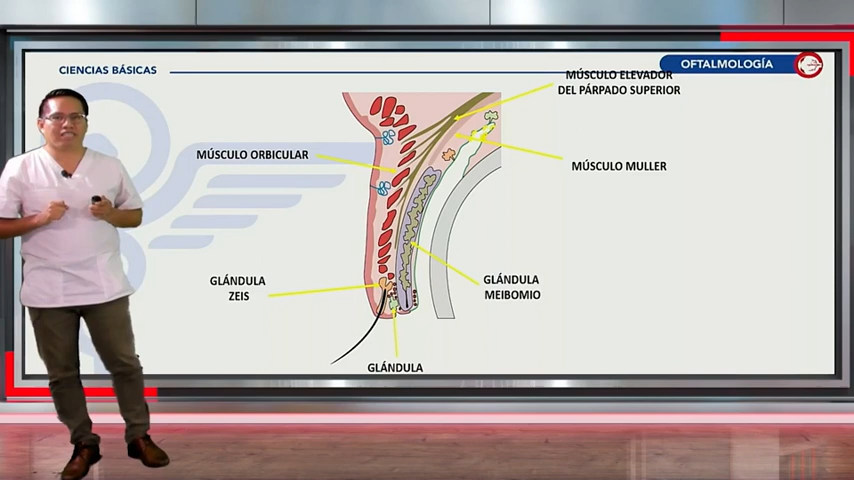 CIENCIAS BÁSICAS
OFTALMOLOGÍA
MÚSCULO ELEVADOR
DEL PÁRPADO SUPERIOR
MÚSCULO ORBICULAR
MÚSCULO MULLER
GLÁNDULA
ZEIS
GLÁNDULA
MEIBOMIO
GLÁNDULA